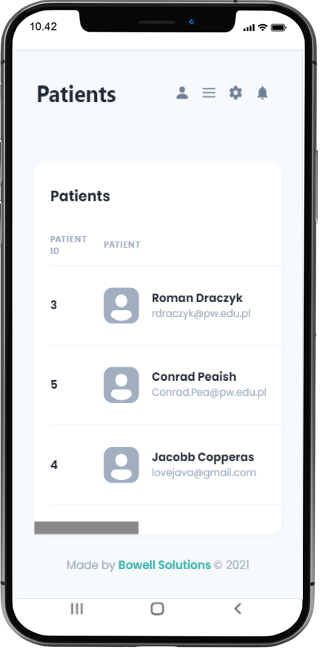 10.42
Patients
Patients
PATIENT
ID
PATIENT
3
Roman Draczyk
rdraczyk@pw.edu.pl
5
Conrad Peaish
Conrad.Pea@pw.edu.pl
4
Jacobb Copperas
lovejava@gmail.com
Made by Bowell Solutions © 2021